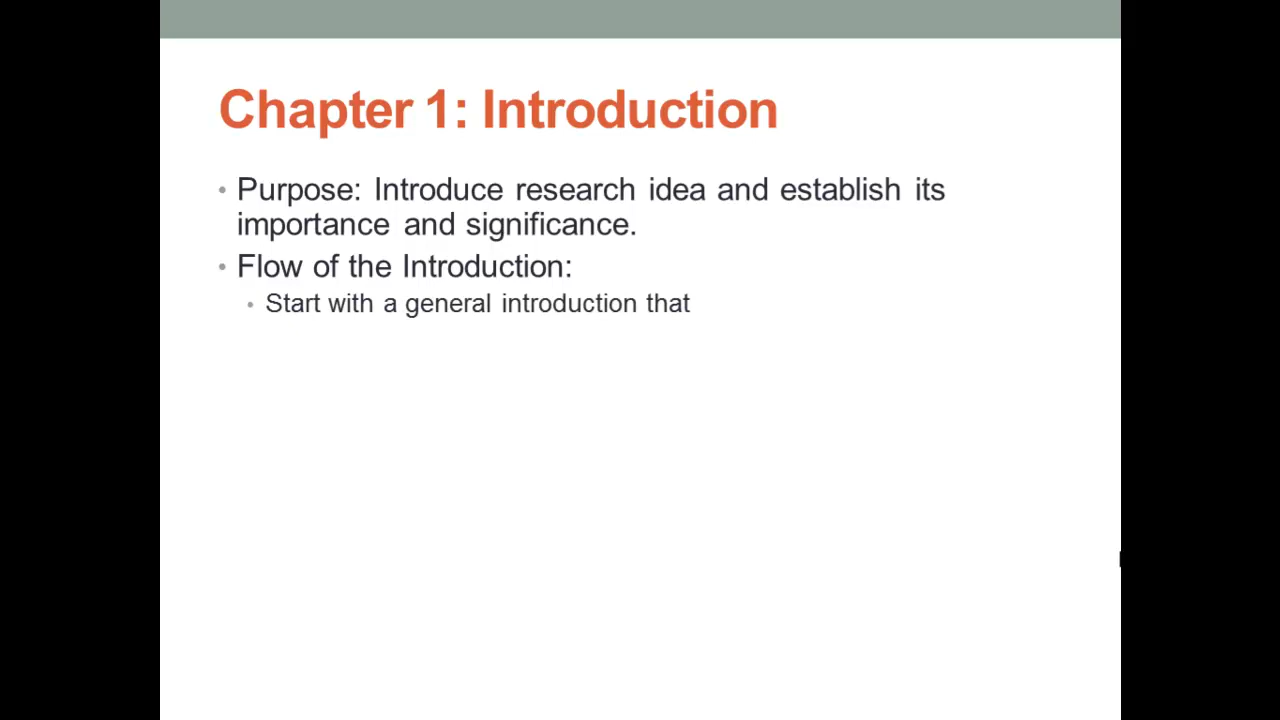 Chapter 1: Introduction
• Purpose: Introduce research idea and establish its
importance and significance.
• Flow of the Introduction:
• Start with a general introduction that